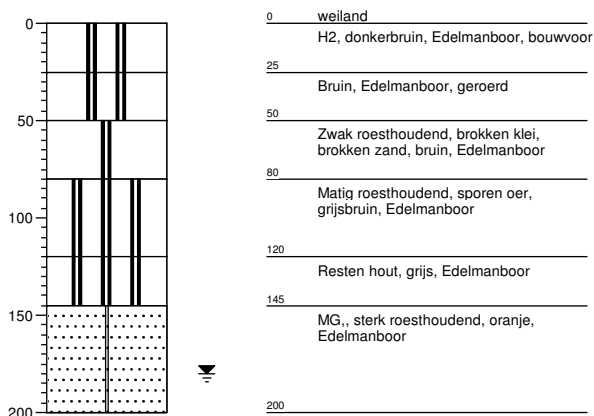 0
50
100
150
200
0 weiland
H2, donkerbruin, Edelmanboor, bouwvoor
25
Bruin, Edelmanboor, geroerd
50
Zwak roesthoudend, brokken klei,
brokken zand, bruin, Edelmanboor
80
Matig roesthoudend, sporen oer,
grijsbruin, Edelmanboor
120
Resten hout, grijs, Edelmanboor
145
MG,, sterk roesthoudend, oranje,
Edelmanboor
200